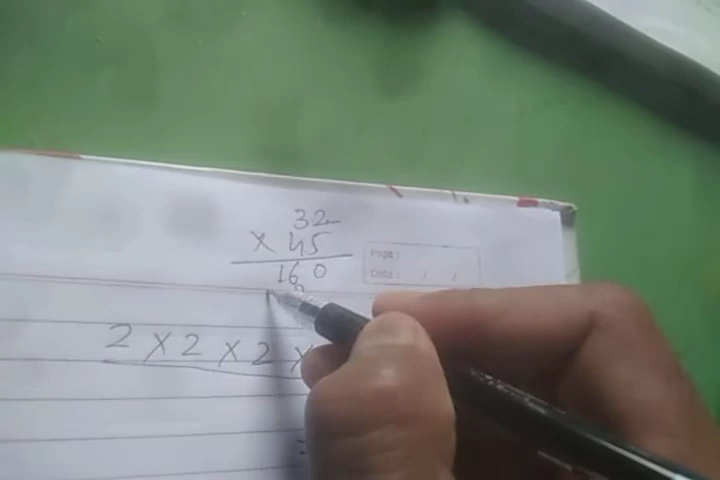 32
× 45
160
Page:
Date: / /
2 × 2 × 2 ×